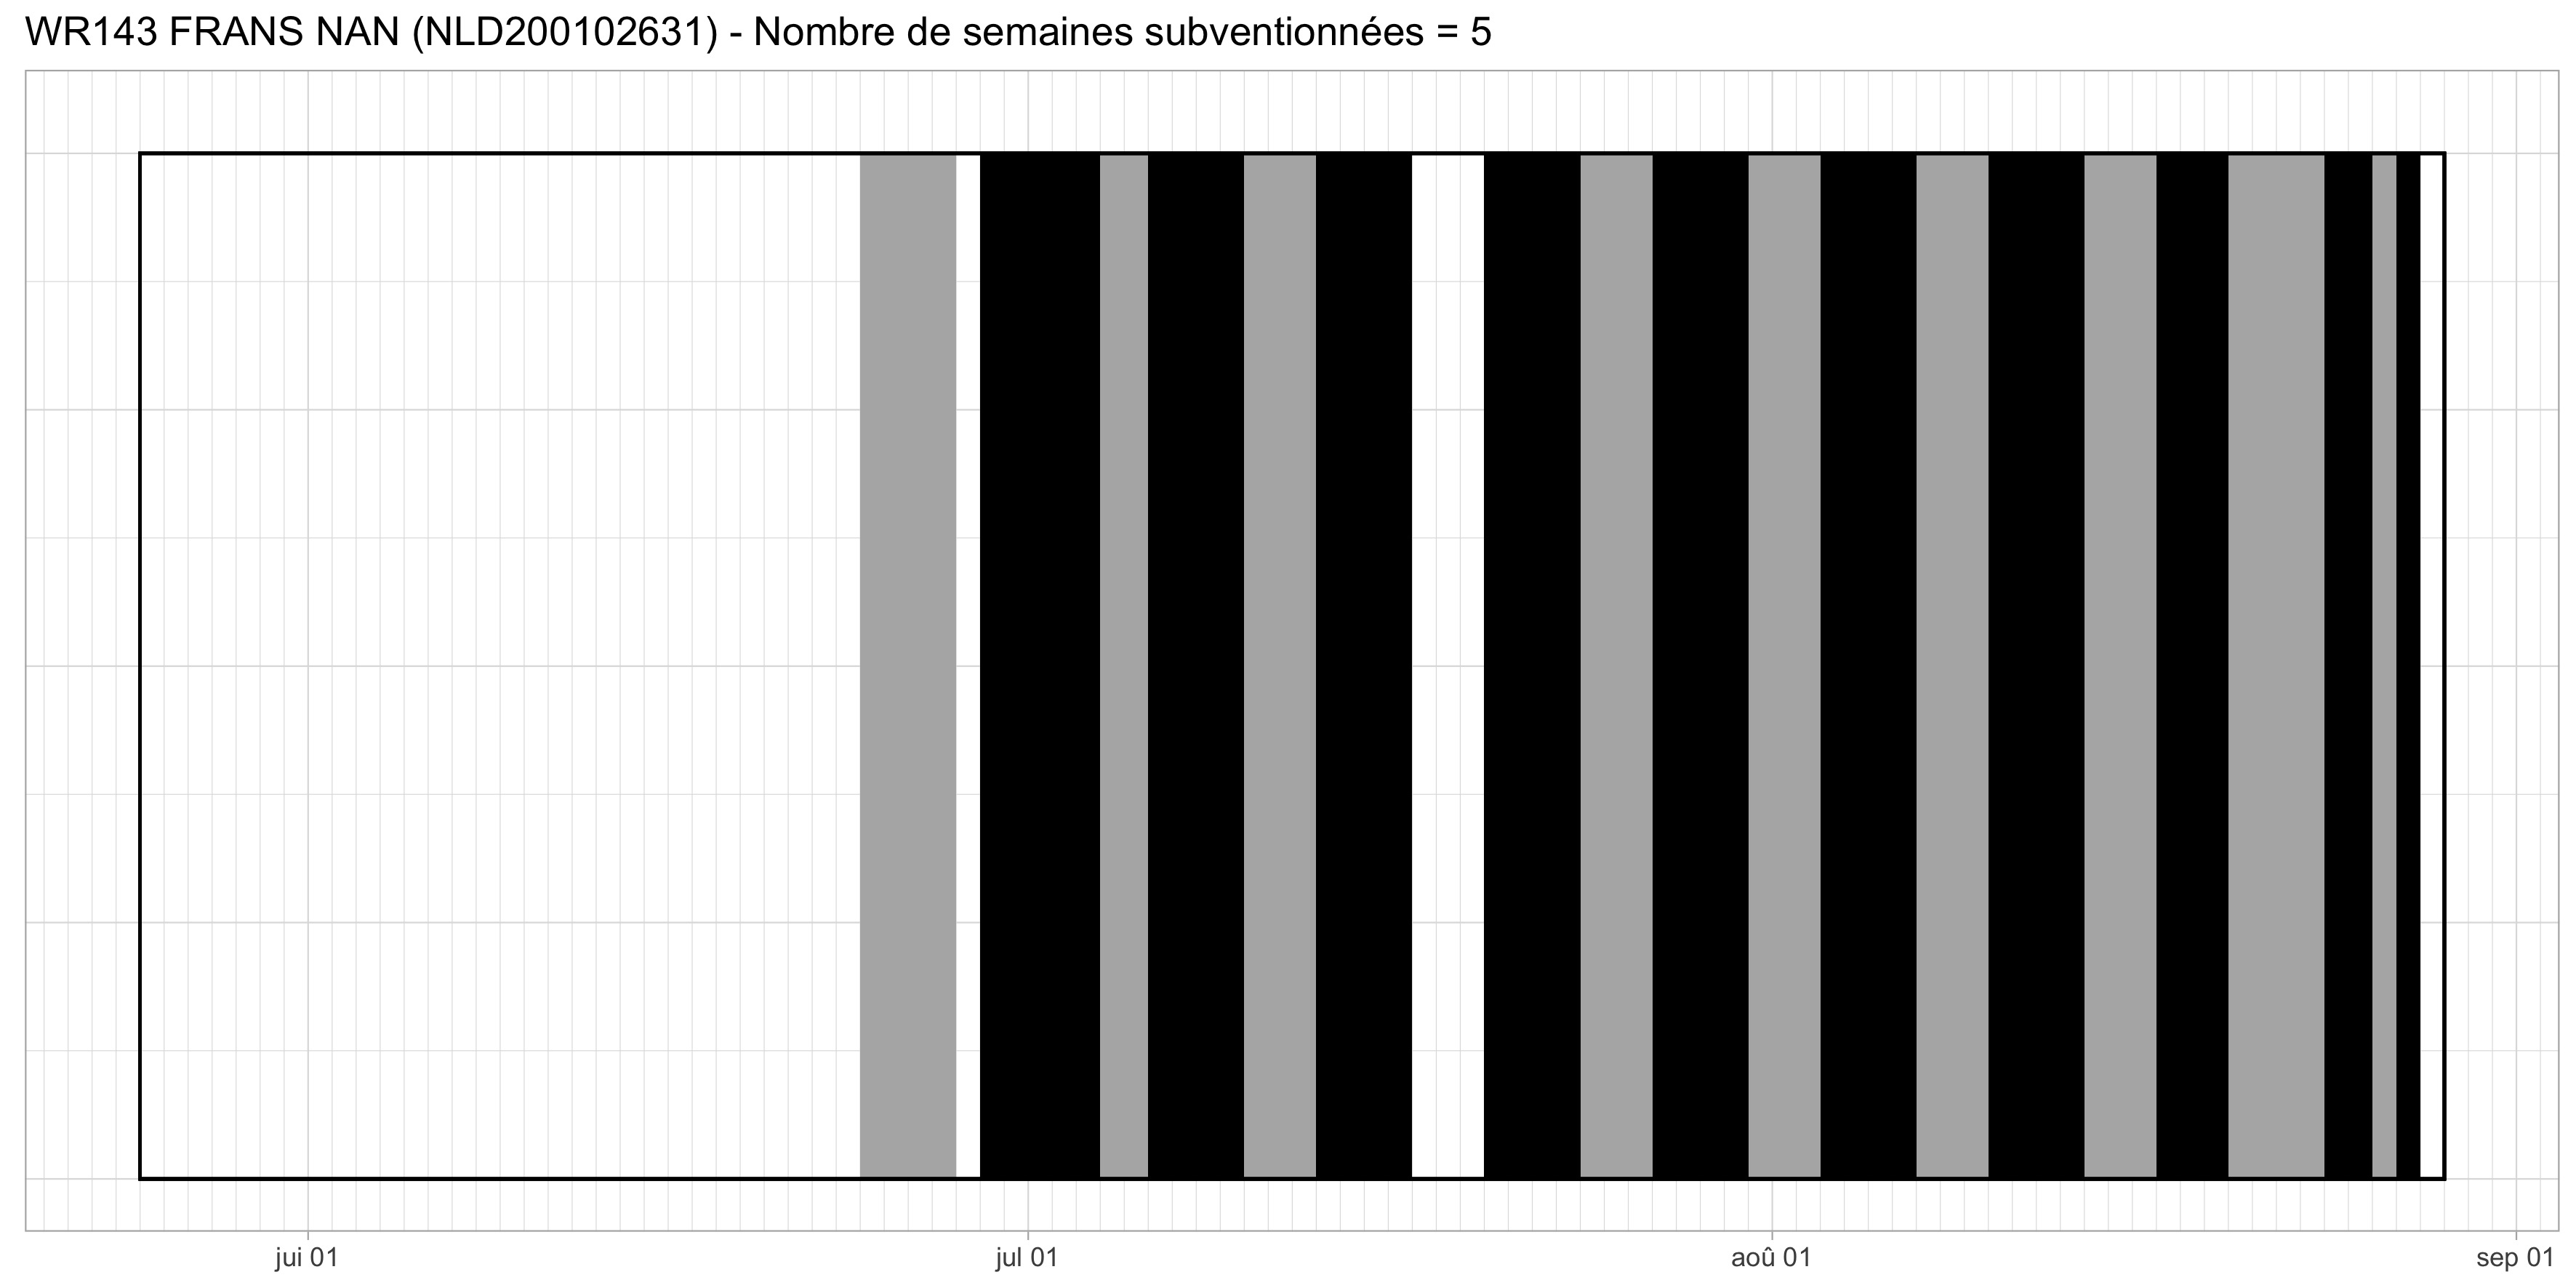 WR143 FRANS NAN (NLD200102631) - Nombre de semaines subventionnées = 5
jui 01 jul 01 aoû 01 sep 01